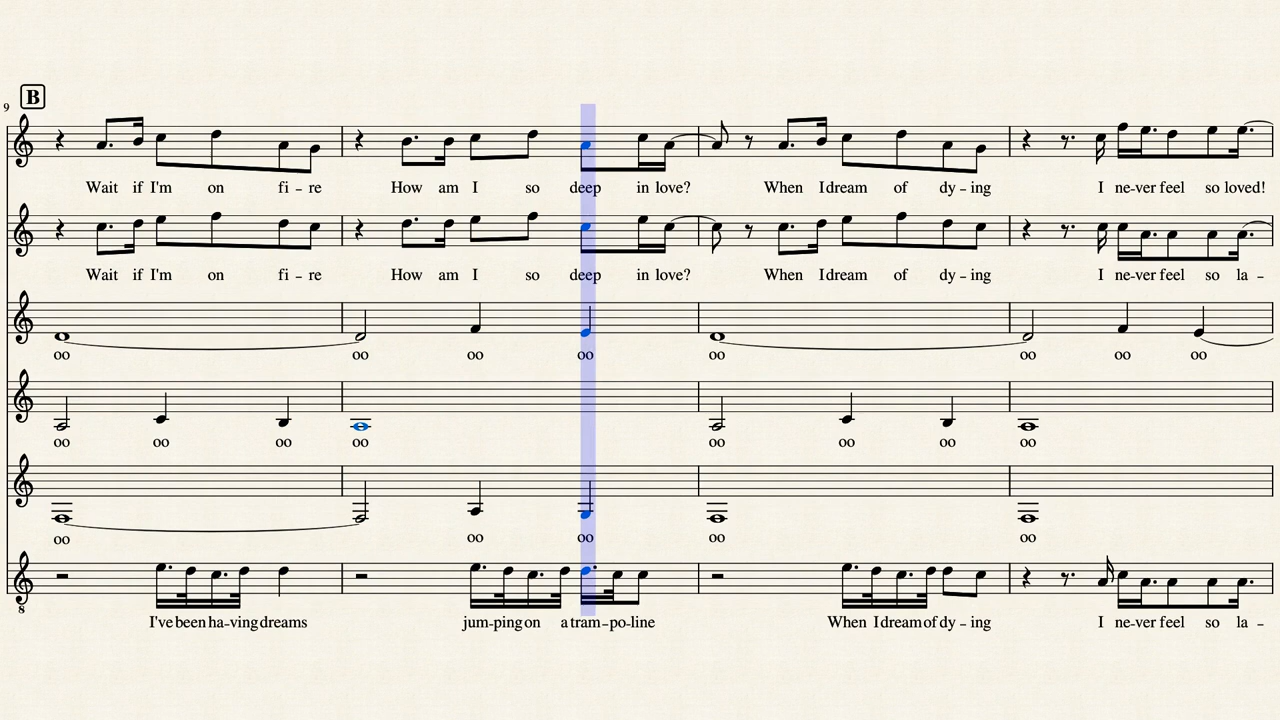 B
9
Wait if I'm on fi – re How am I so deep in love? When I dream of dy – ing I ne – ver feel so loved!
Wait if I'm on fi – re How am I so deep in love? When I dream of dy – ing I ne – ver feel so la –
oo oo oo oo oo oo oo oo
oo oo oo oo oo oo oo oo
oo oo oo oo oo
8
I've been ha – ving dreams jum – ping on a tram – po – line When I dream of dy – ing I ne – ver feel so la –